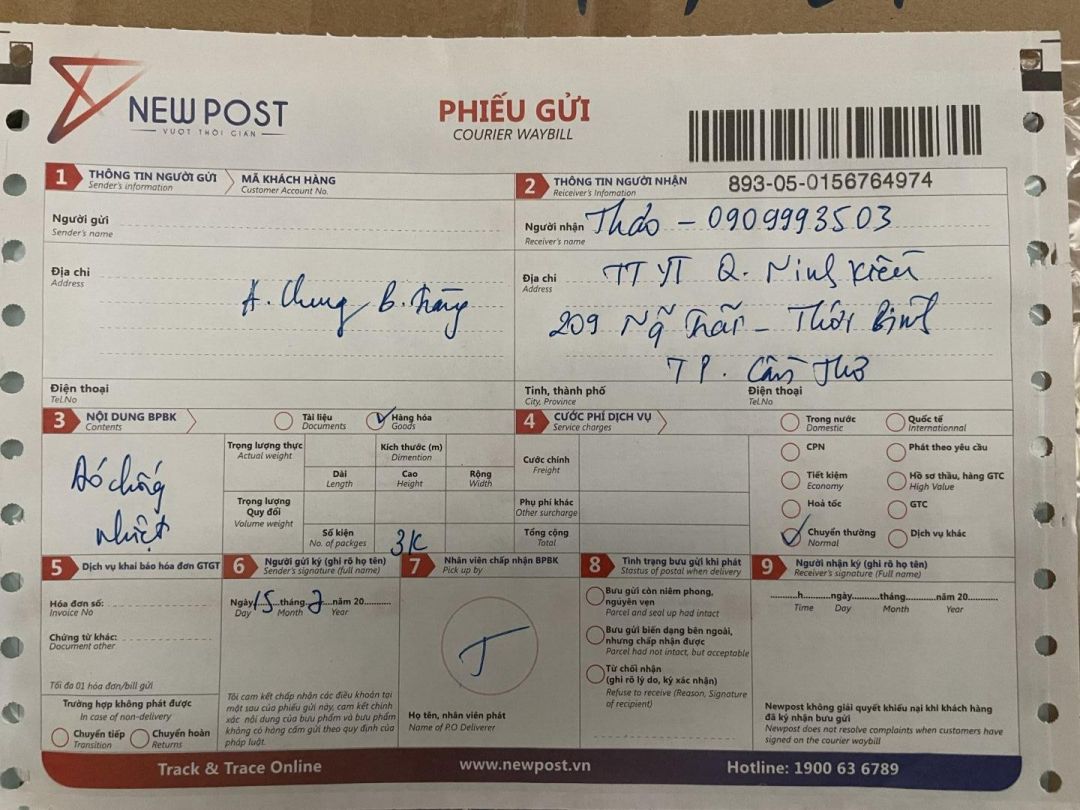 NEW POST
VƯỢT THỜI GIAN
PHIẾU GỬI
COURIER WAYBILL
893-05-0156764974
1 THÔNG TIN NGƯỜI GỬI
Sender's information
MÃ KHÁCH HÀNG
Customer Account No.
Người gửi
Sender's name
Địa chỉ
Address
A. Chung B. Tràng
Điện thoại
Tel.No
2 THÔNG TIN NGƯỜI NHẬN
Reiceiver's Infomation
Người nhận
Receiver's name
Thảo - 0909993503
Địa chỉ
Address
TT YT Q. Ninh Kiều
209 - Thới Bình
TP. Cần Thơ
Tỉnh, thành phố
City, Province
Điện thoại
Tel.No
3 NỘI DUNG BPBK
Contents
Tài liệu
Documents
Hàng hóa
Goods
Áo chống
nhiệt
Trọng lượng thực
Actual weight
Kích thước (m)
Dimention
Dài
Length
Cao
Height
Rộng
Width
Trọng lượng
Quy đổi
Volume weight
Số kiện
No. of packges
3K
4 CƯỚC PHÍ DỊCH VỤ
Service charges
Cước chính
Freight
Phụ phí khác
Other surcharge
Tổng cộng
Total
Trong nước
Domestic
Quốc tế
Internationnal
CPN
Phát theo yêu cầu
Tiết kiệm
Economy
Hồ sơ thầu, hàng GTC
High Value
Hoả tốc
GTC
Chuyển thường
Normal
Dịch vụ khác
5 Dịch vụ khai báo hóa đơn GTGT
Hóa đơn số:
Invoice No
Chứng từ khác:
Document other
Tối đa 01 hóa đơn/bill gửi
Trường hợp không phát được
In case of non-delivery
Chuyển tiếp
Transition
Chuyển hoàn
Returns
6 Người gửi ký (ghi rõ họ tên)
Sender's signature (full name)
Ngày 15 tháng 2 năm 20
Day Month Year
Tôi cam kết chấp nhận các điều khoản tại
mặt sau của phiếu gửi này, cam kết chính
xác nội dung của bưu phẩm và bưu phẩm
không có hàng cấm gửi theo quy định của
pháp luật.
7 Nhân viên chấp nhận BPBK
Pick up by
Họ tên, nhân viên phát
Name of P.O Deliverer
8 Tình trạng bưu gửi khi phát
Stastus of postal when delivery
Bưu gửi còn niêm phong,
nguyên vẹn
Parcel and seal up had intact
Bưu gửi biến dạng bên ngoài,
nhưng chấp nhận được
Parcel had not intact, but acceptable
Từ chối nhận
(ghi rõ lý do, ký xác nhận)
Refuse to receive (Reason, Signature
of recipient)
9 Người nhận ký (ghi rõ họ tên)
Receiver's signature (Full name)
h ngày tháng năm 20
Time Day Month Year
Newpost không giải quyết khiếu nại khi khách hàng
đã ký nhận bưu gửi
Newpost does not resolve complaints when customers have
signed on the courier waybill
Track & Trace Online
www.newpost.vn
Hotline: 1900 63 6789